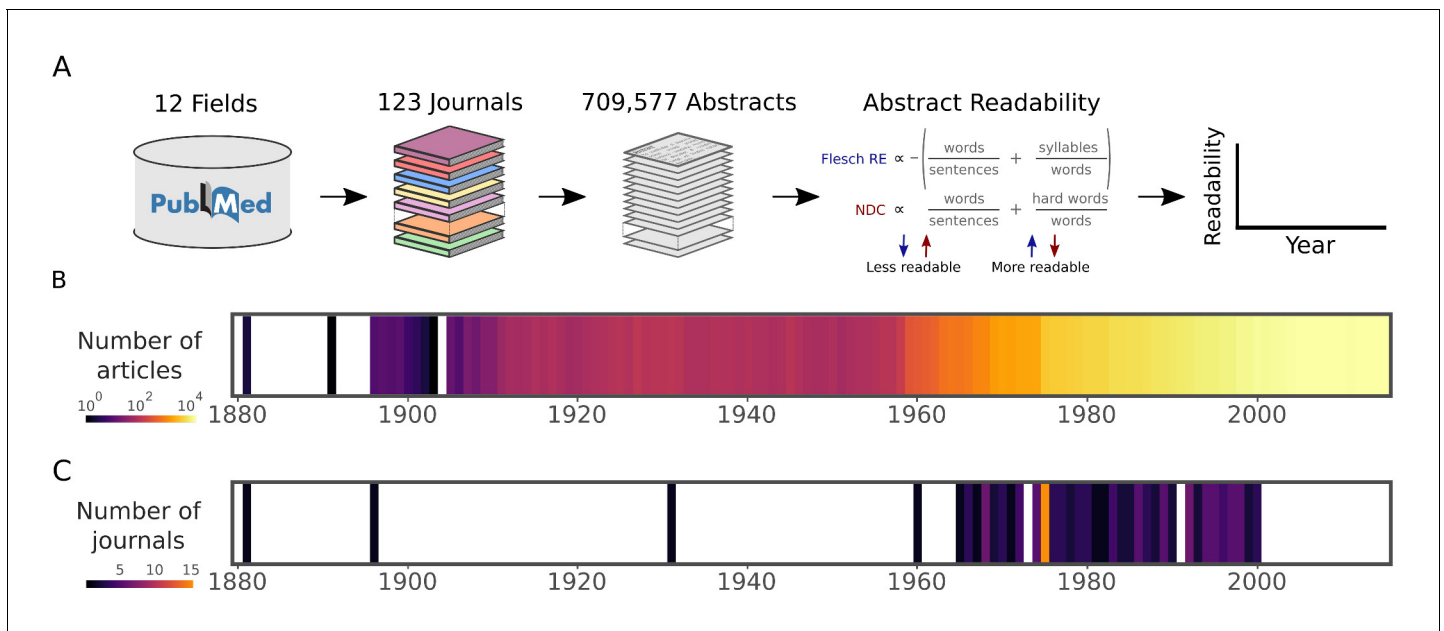 A
12 Fields
123 Journals
709,577 Abstracts
Abstract Readability
PubMed
Flesch RE ∝ - ( words / sentences + syllables / words )
NDC ∝ words / sentences + hard words / words
Less readable
More readable
Readability
Year
B
Number of
articles
10^0 10^2 10^4
1880 1900 1920 1940 1960 1980 2000
C
Number of
journals
5 10 15
1880 1900 1920 1940 1960 1980 2000